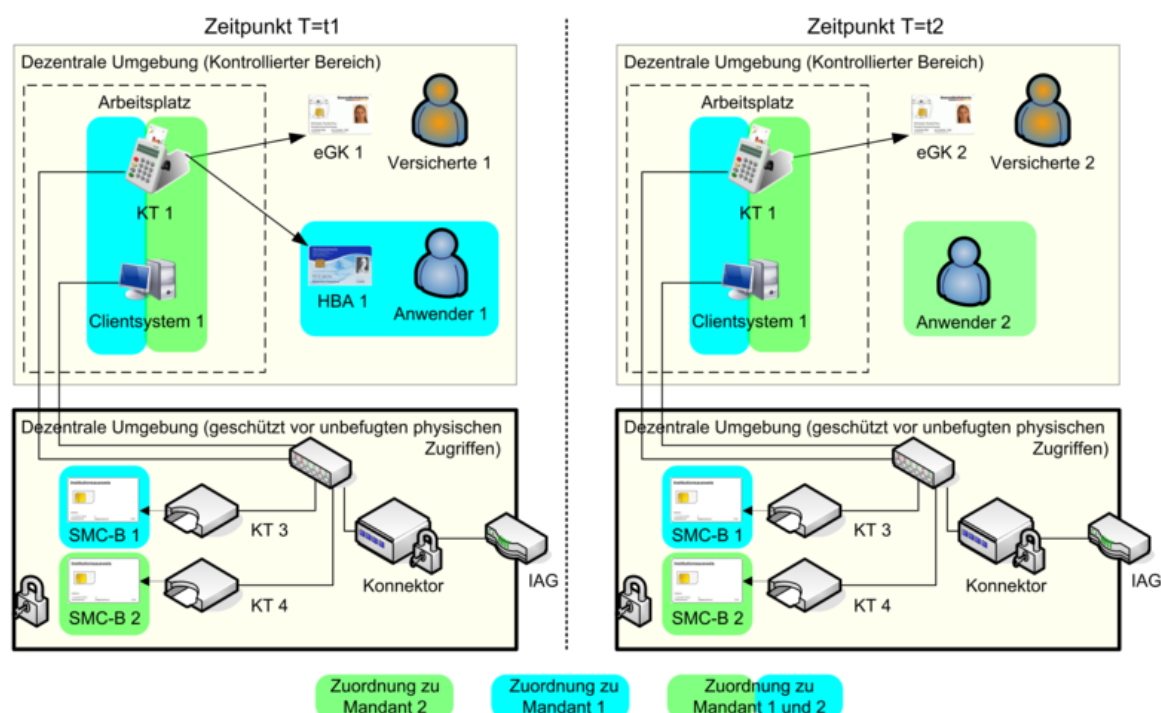 Zeitpunkt T=t1
Dezentrale Umgebung (Kontrollierter Bereich)
Arbeitsplatz
eGK 1
Versicherte 1
KT 1
HBA 1
Anwender 1
Clientsystem 1
Dezentrale Umgebung (geschützt vor unbefugten physischen
Zugriffen)
SMC-B 1
KT 3
SMC-B 2
KT 4
Konnektor
IAG
Zeitpunkt T=t2
Dezentrale Umgebung (Kontrollierter Bereich)
Arbeitsplatz
eGK 2
Versicherte 2
KT 1
Clientsystem 1
Anwender 2
Dezentrale Umgebung (geschützt vor unbefugten physischen
Zugriffen)
SMC-B 1
KT 3
SMC-B 2
KT 4
Konnektor
IAG
Zuordnung zu
Mandant 2
Zuordnung zu
Mandant 1
Zuordnung zu
Mandant 1 und 2